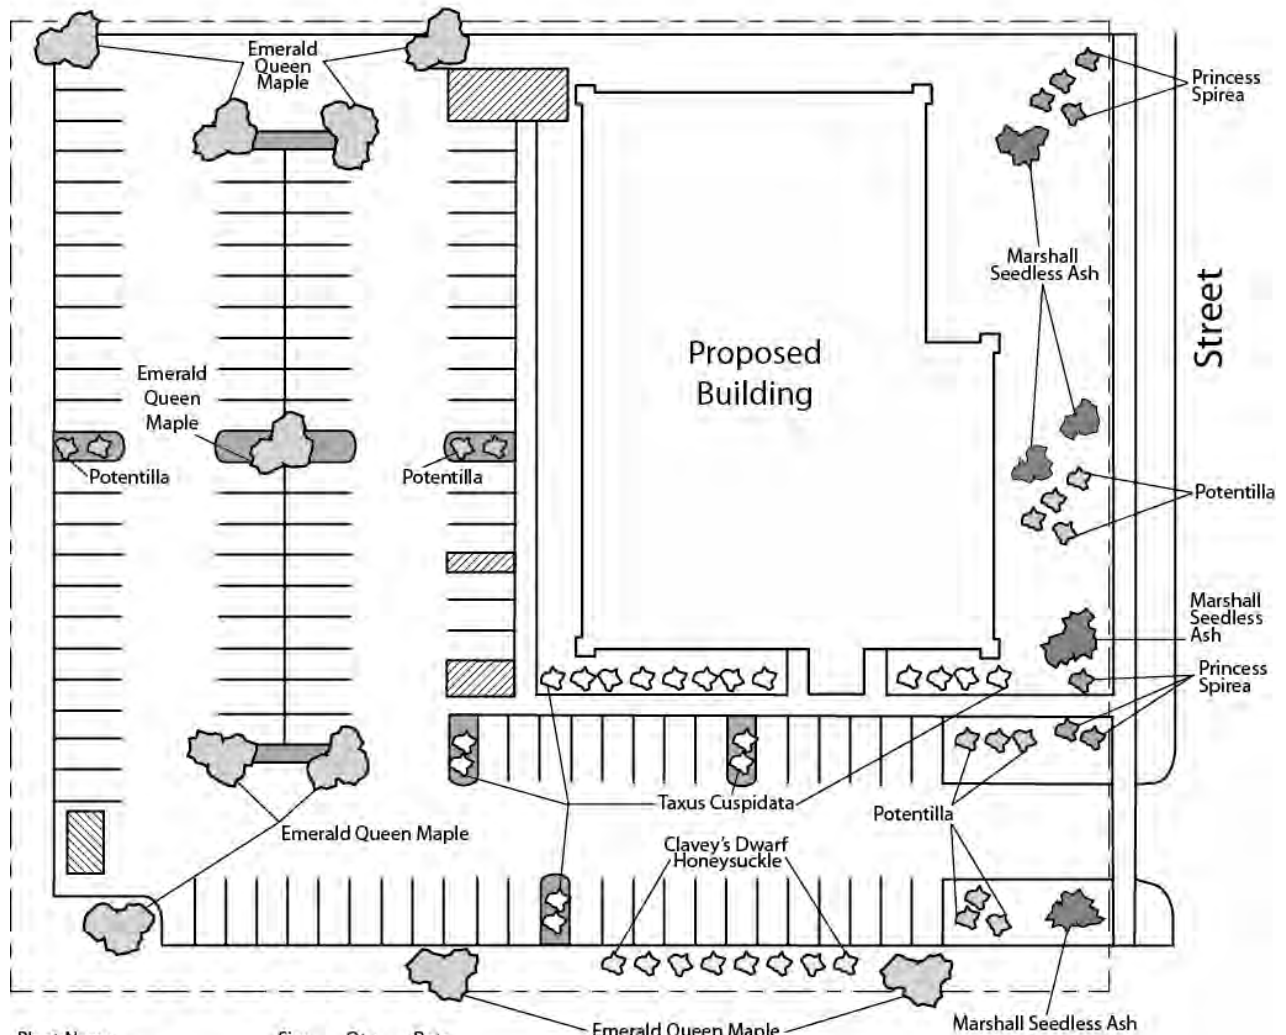 Emerald
Queen
Maple
Princess
Spirea
Marshall
Seedless Ash
Street
Proposed
Building
Emerald
Queen
Maple
Potentilla
Potentilla
Potentilla
Marshall
Seedless
Ash
Princess
Spirea
Taxus Cuspidata
Potentilla
Emerald Queen Maple
Clavey's Dwarf
Honeysuckle
Emerald Queen Maple
Marshall Seedless Ash